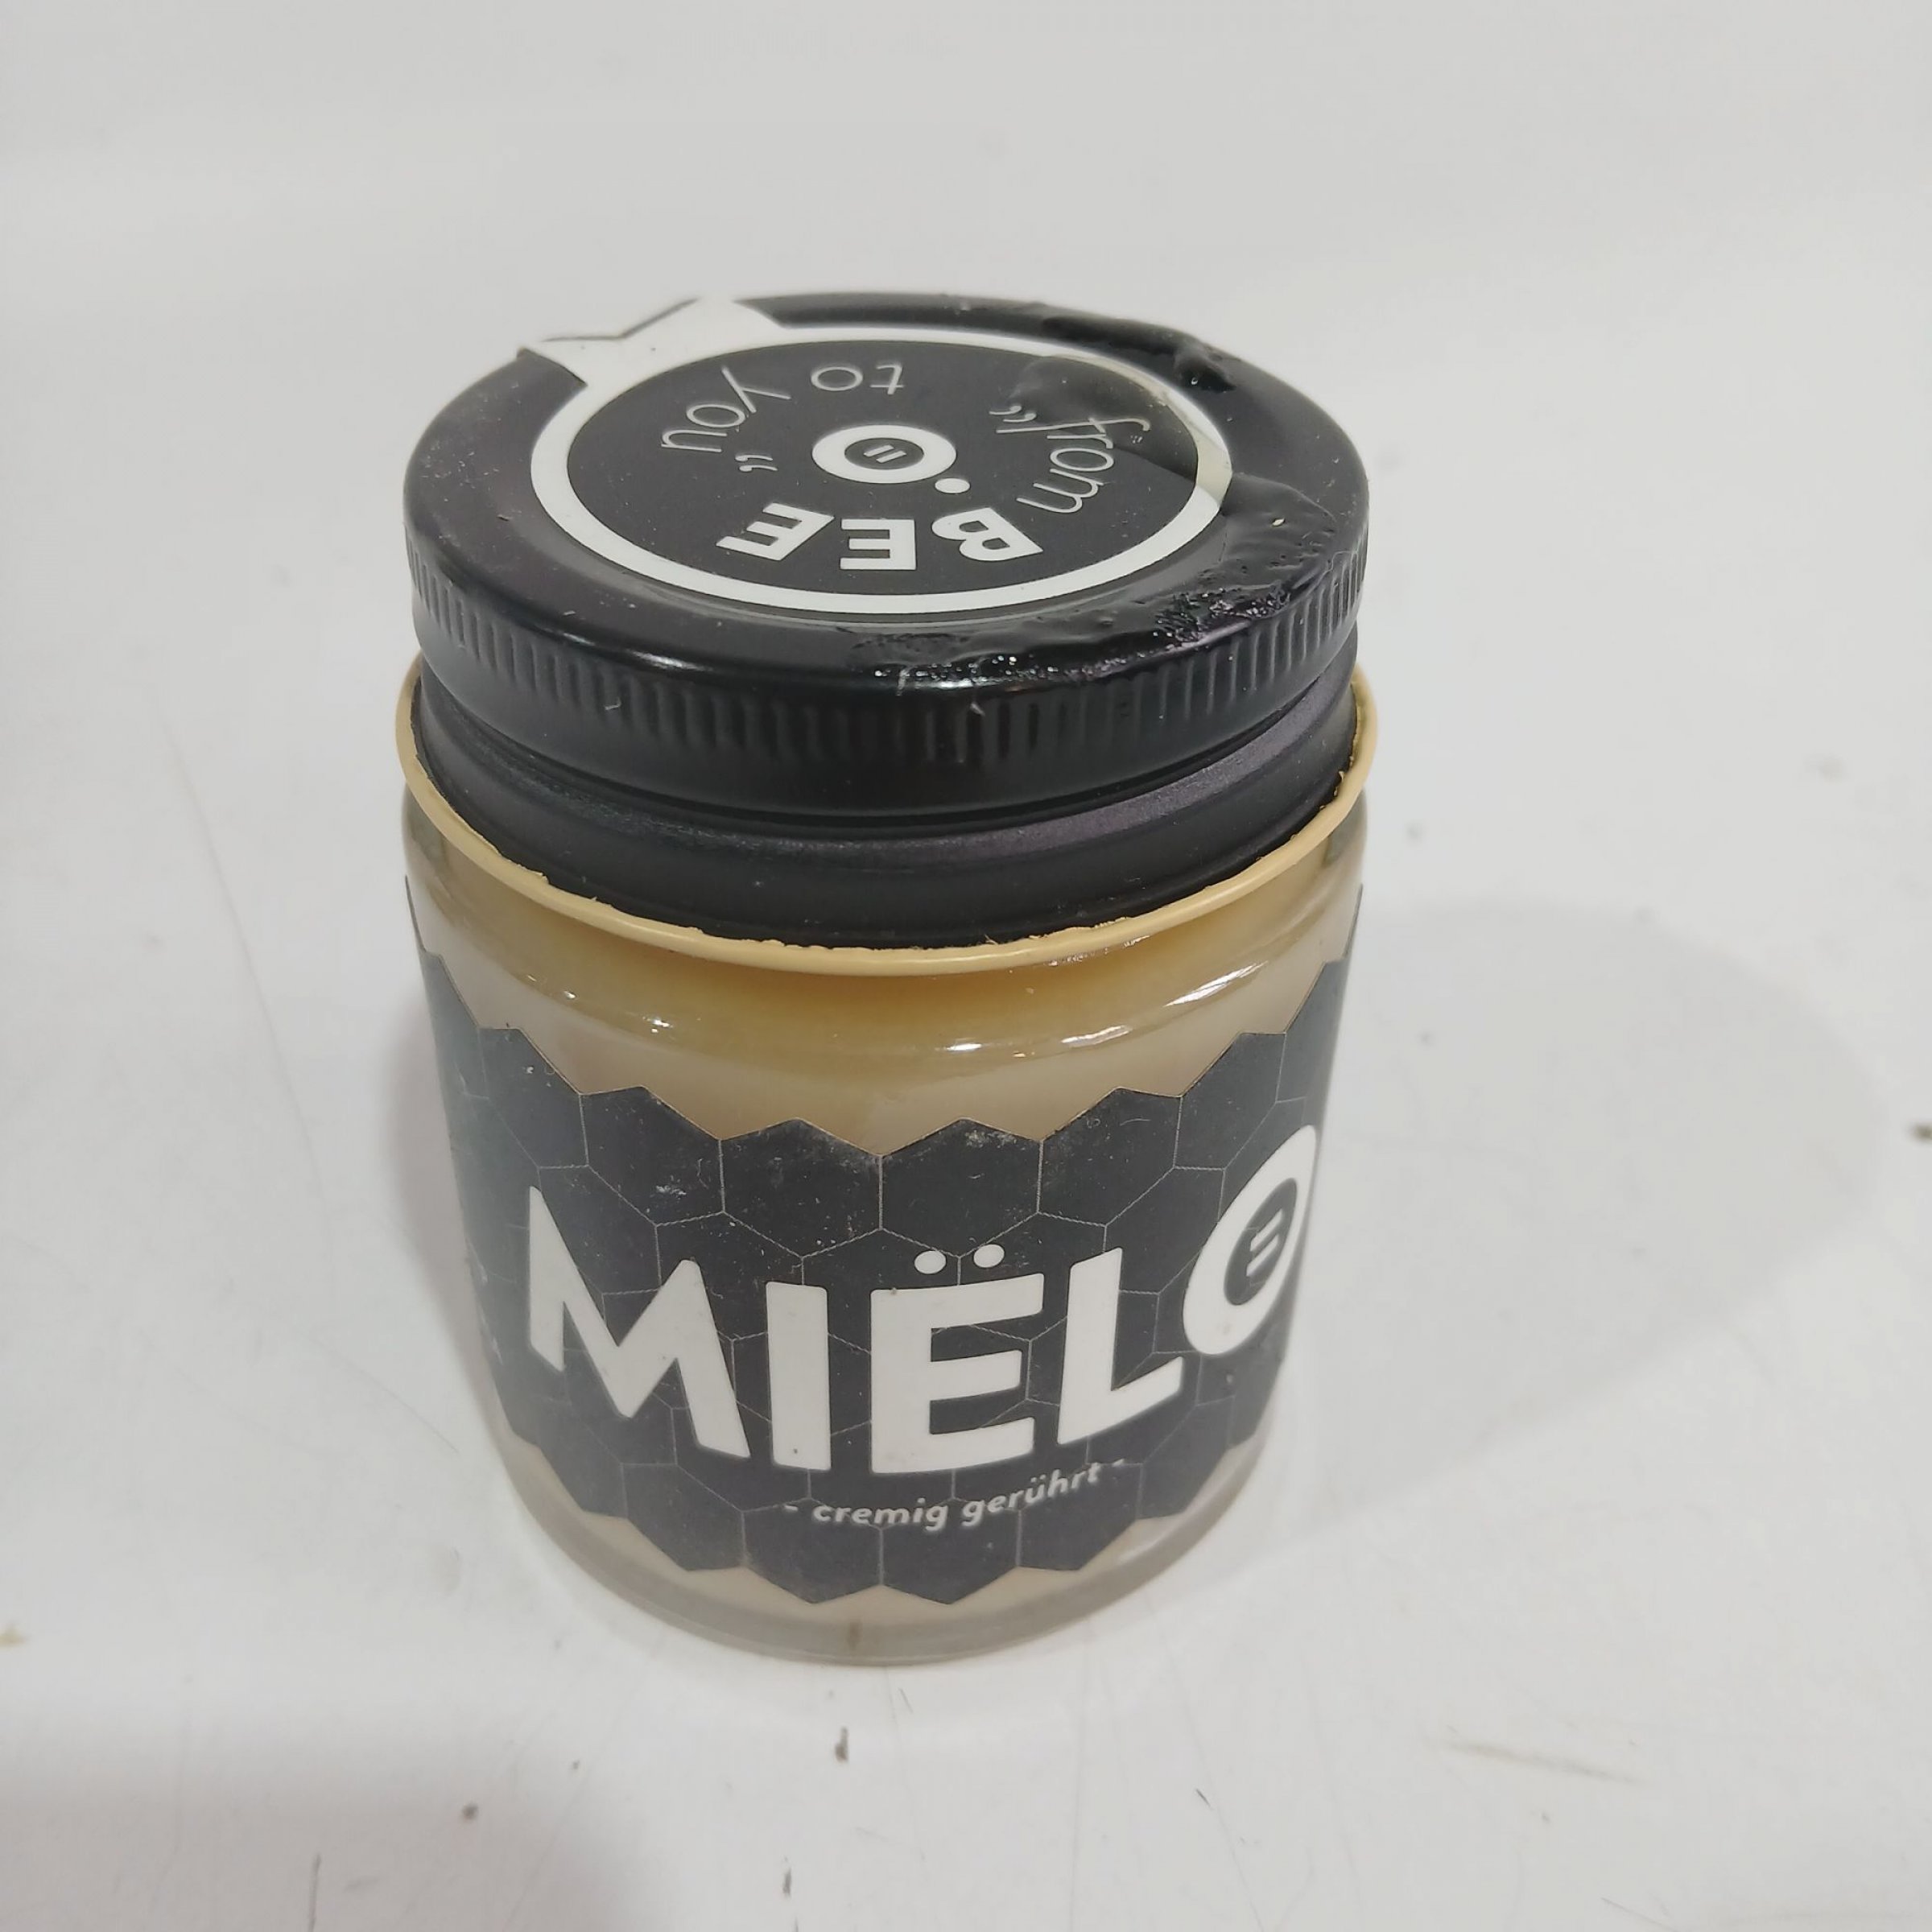 „from
BEE
to you“
MIËLO
- cremig gerührt -